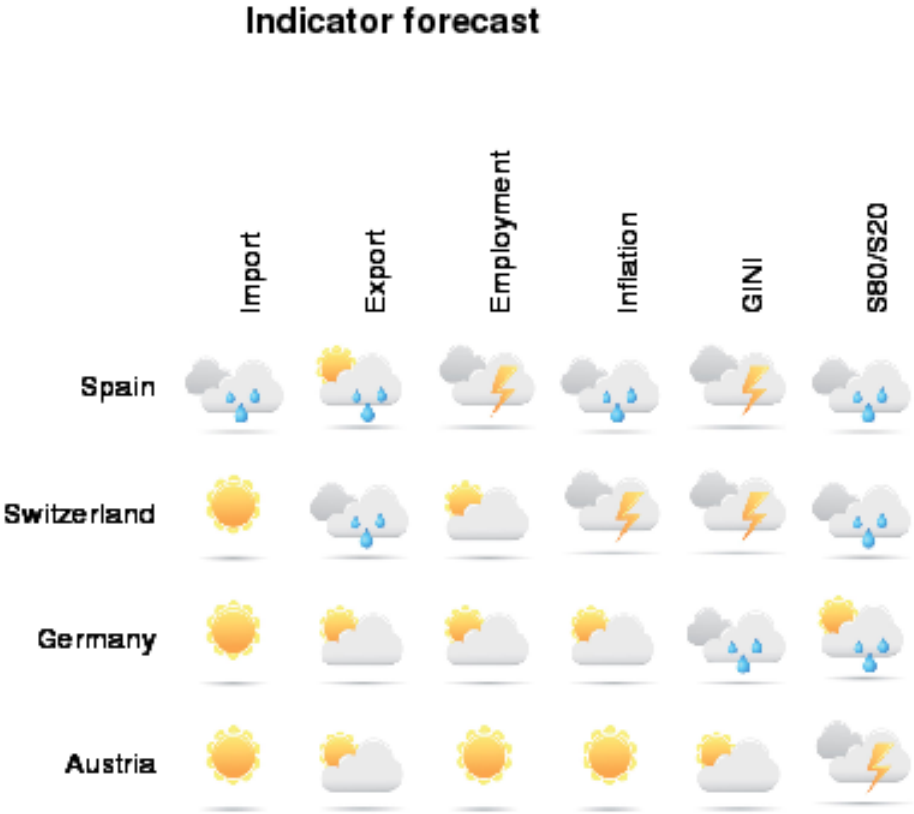 Indicator forecast
Import
Export
Employment
Inflation
GINI
S80/S20
Spain
Switzerland
Germany
Austria